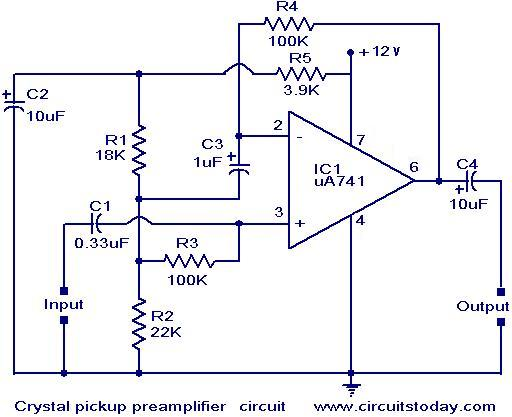 R4
100K
+12V
R5
3.9K
+
C2
10uF
R1
18K
C3
+
1uF
2
-
7
IC1
uA741
6
C4
+
10uF
C1
0.33uF
3
+
4
R3
100K
Input
Output
R2
22K
Crystal pickup preamplifier circuit www.circuitstoday.com